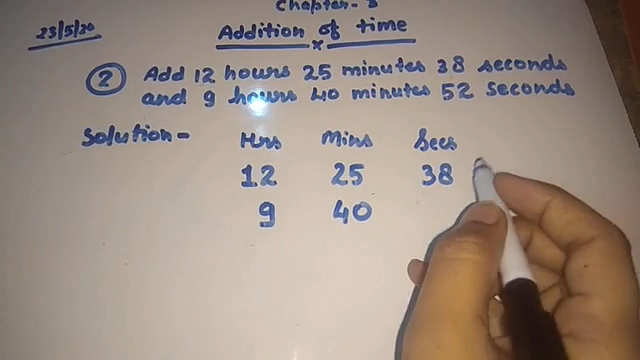 Chapter-3
23/5/20
Addition of time
x
2 Add 12 hours 25 minutes 38 seconds
and 9 hours 40 minutes 52 seconds
Solution- Hrs Mins Secs
12 25 38
9 40